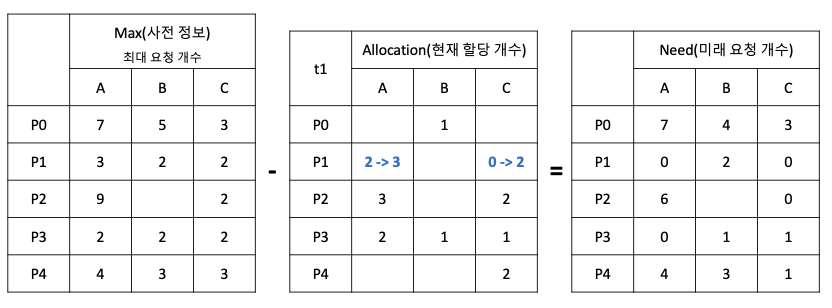 Max(사전 정보)
최대 요청 개수
A B C
P0 7 5 3
P1 3 2 2
P2 9 2
P3 2 2 2
P4 4 3 3
-
t1 Allocation(현재 할당 개수)
A B C
P0 1
P1 2 -> 3 0 -> 2
P2 3 2
P3 2 1 1
P4 2
=
Need(미래 요청 개수)
A B C
P0 7 4 3
P1 0 2 0
P2 6 0
P3 0 1 1
P4 4 3 1